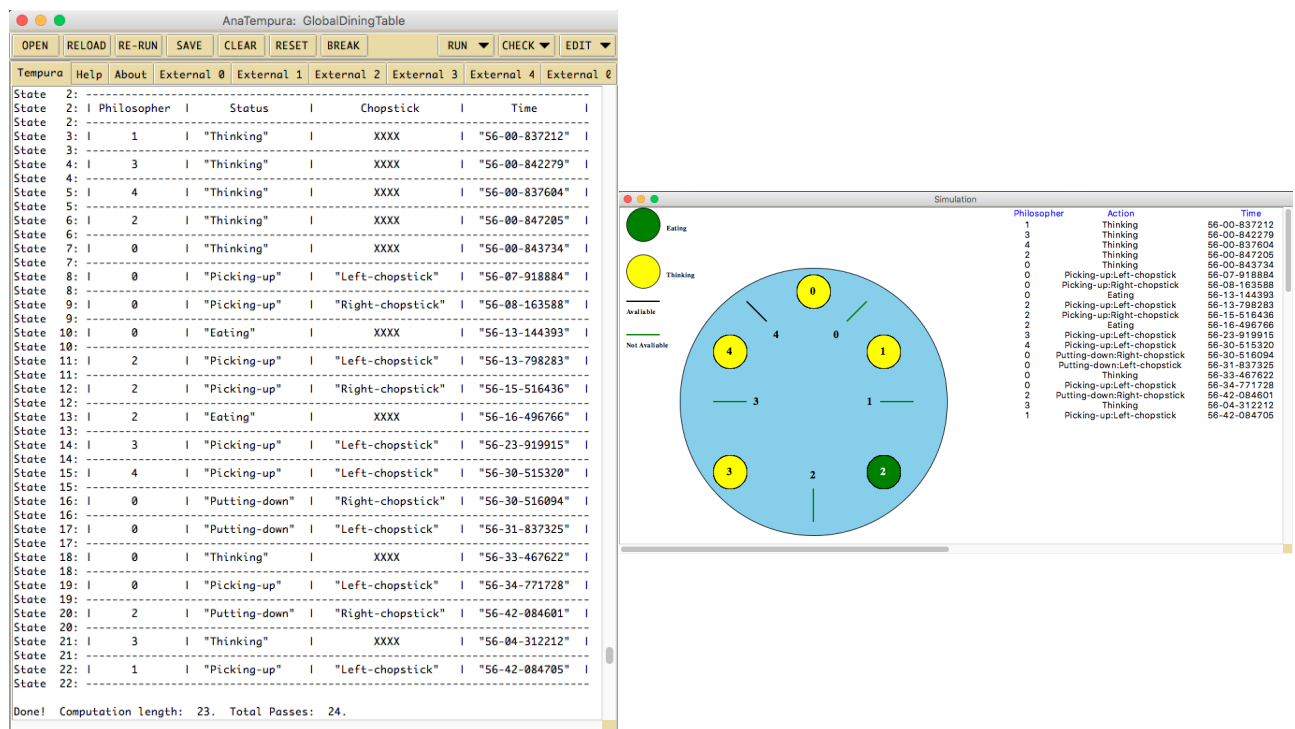 AnaTempura: GlobalDiningTable
OPEN RELOAD RE-RUN SAVE CLEAR RESET BREAK RUN CHECK EDIT
Tempura Help About External 0 External 1 External 2 External 3 External 4 External 0
State 2: ----------------------------------------------------------------------
State 2: | Philosopher | Status | Chopstick | Time |
State 2: ----------------------------------------------------------------------
State 3: | 1 | "Thinking" | XXXX | "56-00-837212" |
State 3: ----------------------------------------------------------------------
State 4: | 3 | "Thinking" | XXXX | "56-00-842279" |
State 4: ----------------------------------------------------------------------
State 5: | 4 | "Thinking" | XXXX | "56-00-837604" |
State 5: ----------------------------------------------------------------------
State 6: | 2 | "Thinking" | XXXX | "56-00-847205" |
State 6: ----------------------------------------------------------------------
State 7: | 0 | "Thinking" | XXXX | "56-00-843734" |
State 7: ----------------------------------------------------------------------
State 8: | 0 | "Picking-up" | "Left-chopstick" | "56-07-918884" |
State 8: ----------------------------------------------------------------------
State 9: | 0 | "Picking-up" | "Right-chopstick" | "56-08-163588" |
State 9: ----------------------------------------------------------------------
State 10: | 0 | "Eating" | XXXX | "56-13-144393" |
State 10: ----------------------------------------------------------------------
State 11: | 2 | "Picking-up" | "Left-chopstick" | "56-13-798283" |
State 11: ----------------------------------------------------------------------
State 12: | 2 | "Picking-up" | "Right-chopstick" | "56-15-516436" |
State 12: ----------------------------------------------------------------------
State 13: | 2 | "Eating" | XXXX | "56-16-496766" |
State 13: ----------------------------------------------------------------------
State 14: | 3 | "Picking-up" | "Left-chopstick" | "56-23-919915" |
State 14: ----------------------------------------------------------------------
State 15: | 4 | "Picking-up" | "Left-chopstick" | "56-30-515320" |
State 15: ----------------------------------------------------------------------
State 16: | 0 | "Putting-down" | "Right-chopstick" | "56-30-516094" |
State 16: ----------------------------------------------------------------------
State 17: | 0 | "Putting-down" | "Left-chopstick" | "56-31-837325" |
State 17: ----------------------------------------------------------------------
State 18: | 0 | "Thinking" | XXXX | "56-33-467622" |
State 18: ----------------------------------------------------------------------
State 19: | 0 | "Picking-up" | "Left-chopstick" | "56-34-771728" |
State 19: ----------------------------------------------------------------------
State 20: | 2 | "Putting-down" | "Right-chopstick" | "56-42-084601" |
State 20: ----------------------------------------------------------------------
State 21: | 3 | "Thinking" | XXXX | "56-04-312212" |
State 21: ----------------------------------------------------------------------
State 22: | 1 | "Picking-up" | "Left-chopstick" | "56-42-084705" |
State 22: ----------------------------------------------------------------------
Done! Computation length: 23. Total Passes: 24.
Simulation
Eating
Thinking
Avaliable
Not Avaliable
0
4 0
4 1
3 1
3 2 2
Philosopher Action Time
1 Thinking 56-00-837212
3 Thinking 56-00-842279
4 Thinking 56-00-837604
2 Thinking 56-00-847205
0 Thinking 56-00-843734
0 Picking-up:Left-chopstick 56-07-918884
0 Picking-up:Right-chopstick 56-08-163588
0 Eating 56-13-144393
2 Picking-up:Left-chopstick 56-13-798283
2 Picking-up:Right-chopstick 56-15-516436
2 Eating 56-16-496766
3 Picking-up:Left-chopstick 56-23-919915
4 Picking-up:Left-chopstick 56-30-515320
0 Putting-down:Right-chopstick 56-30-516094
0 Putting-down:Left-chopstick 56-31-837325
0 Thinking 56-33-467622
0 Picking-up:Left-chopstick 56-34-771728
2 Putting-down:Right-chopstick 56-42-084601
3 Thinking 56-04-312212
1 Picking-up:Left-chopstick 56-42-084705